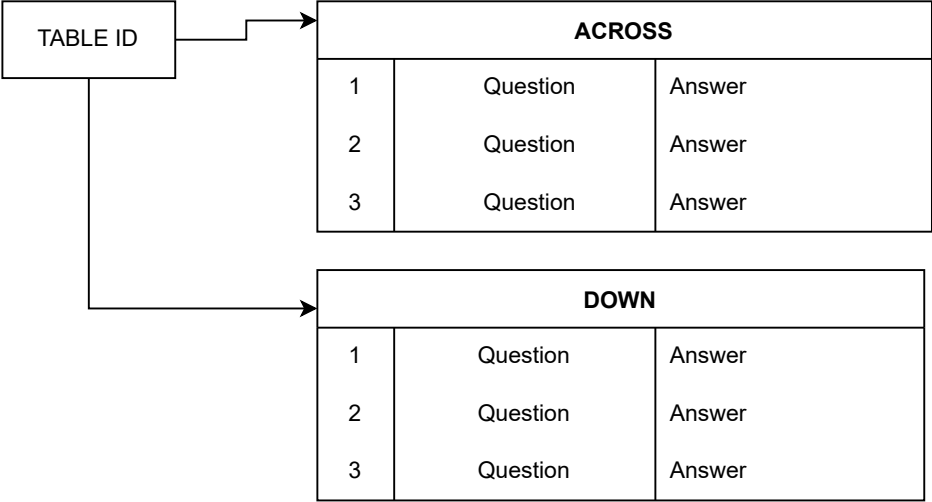 TABLE ID
ACROSS
1 Question Answer
2 Question Answer
3 Question Answer
DOWN
1 Question Answer
2 Question Answer
3 Question Answer